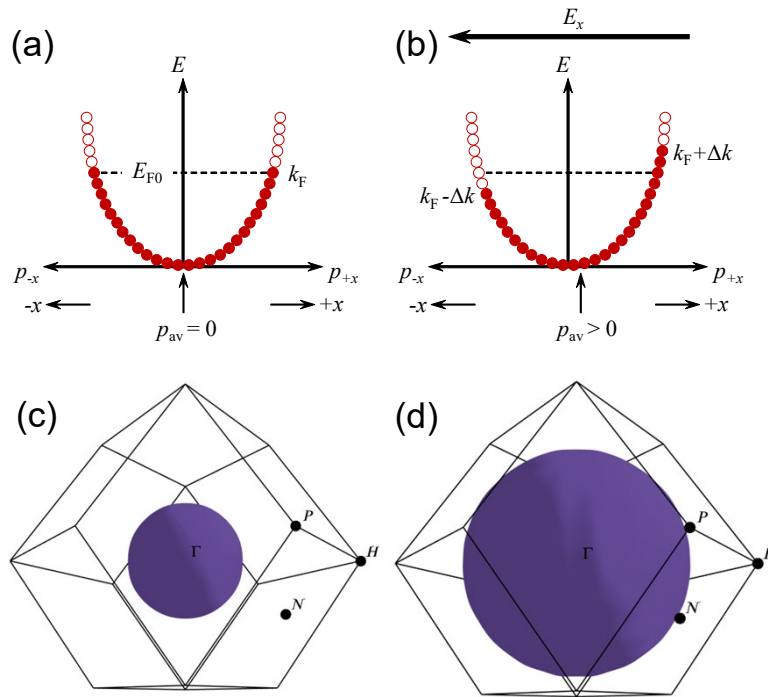 (a)
E
E_F0
k_F
p_-x
p_+x
-x
+x
p_av = 0
(b)
E_x
E
k_F+Δk
k_F -Δk
p_-x
p_+x
-x
+x
p_av > 0
(c)
Γ
P
H
N
(d)
Γ
P
N